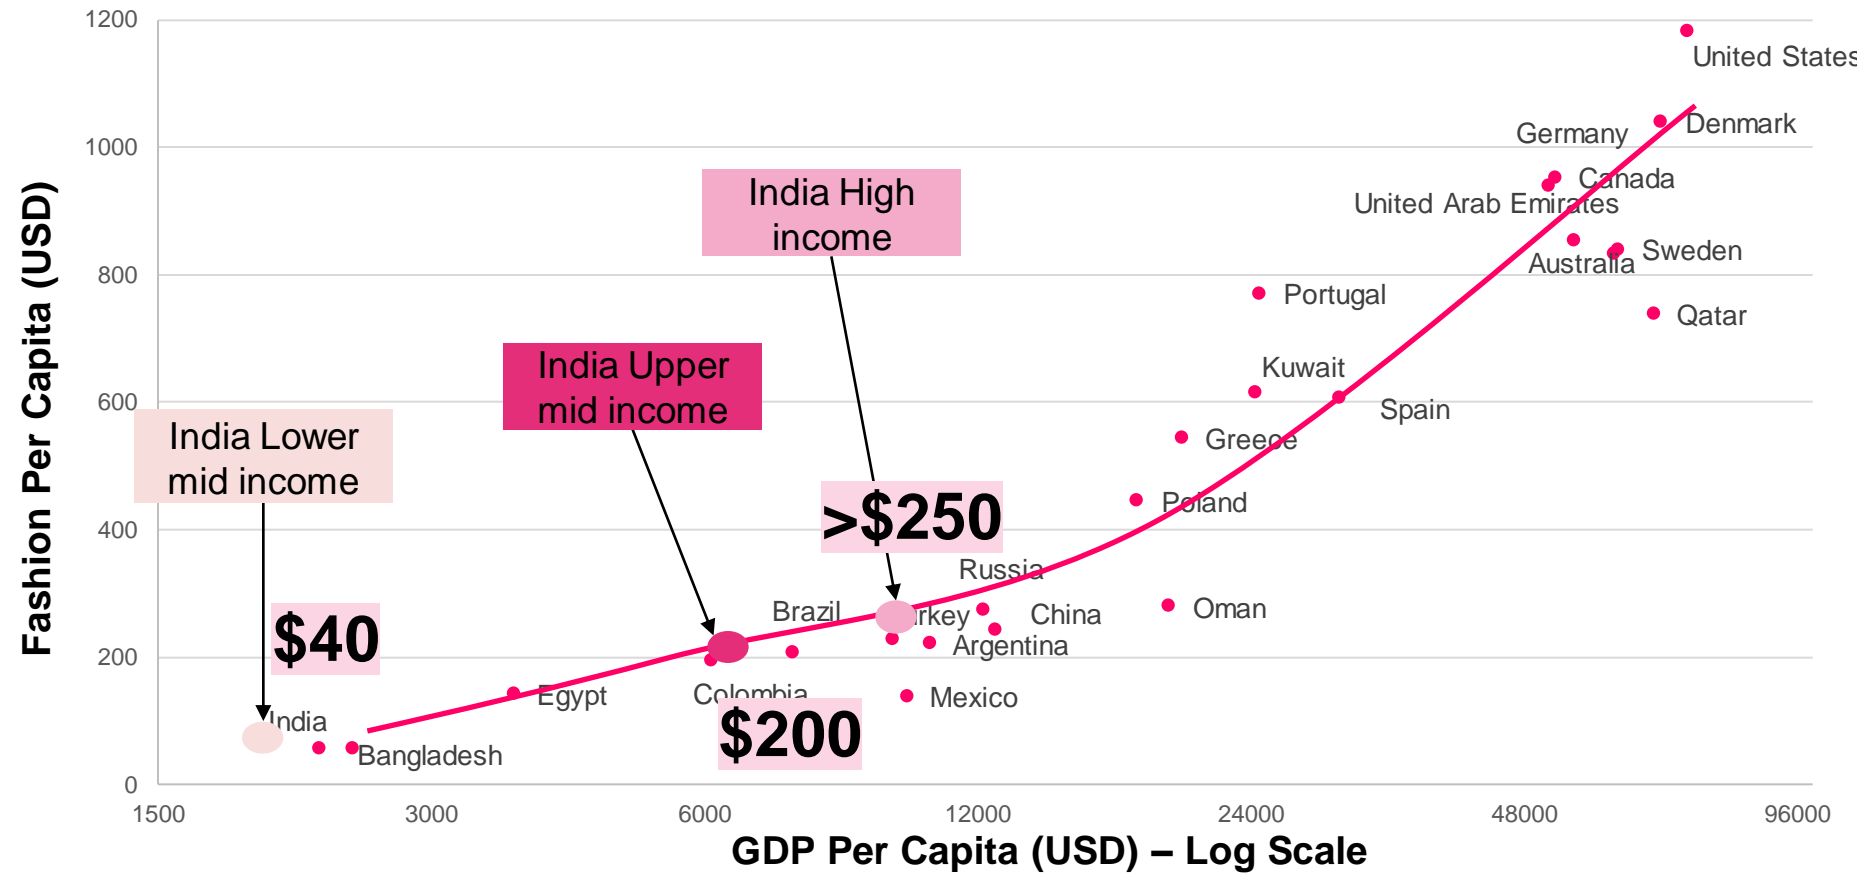 1200
United States
Germany
Denmark
1000
Canada
India High
income
United Arab Emirates
Sweden
Australia
800
Portugal
Qatar
India Upper
mid income
Kuwait
600
Spain
India Lower
mid income
Greece
>$250
Poland
400
Russia
Brazil
rkey
China
Oman
$40
Argentina
200
Egypt
Colombia
Mexico
India
$200
Bangladesh
0
1500 3000 6000 12000 24000 48000 96000
GDP Per Capita (USD) – Log Scale
Fashion Per Capita (USD)